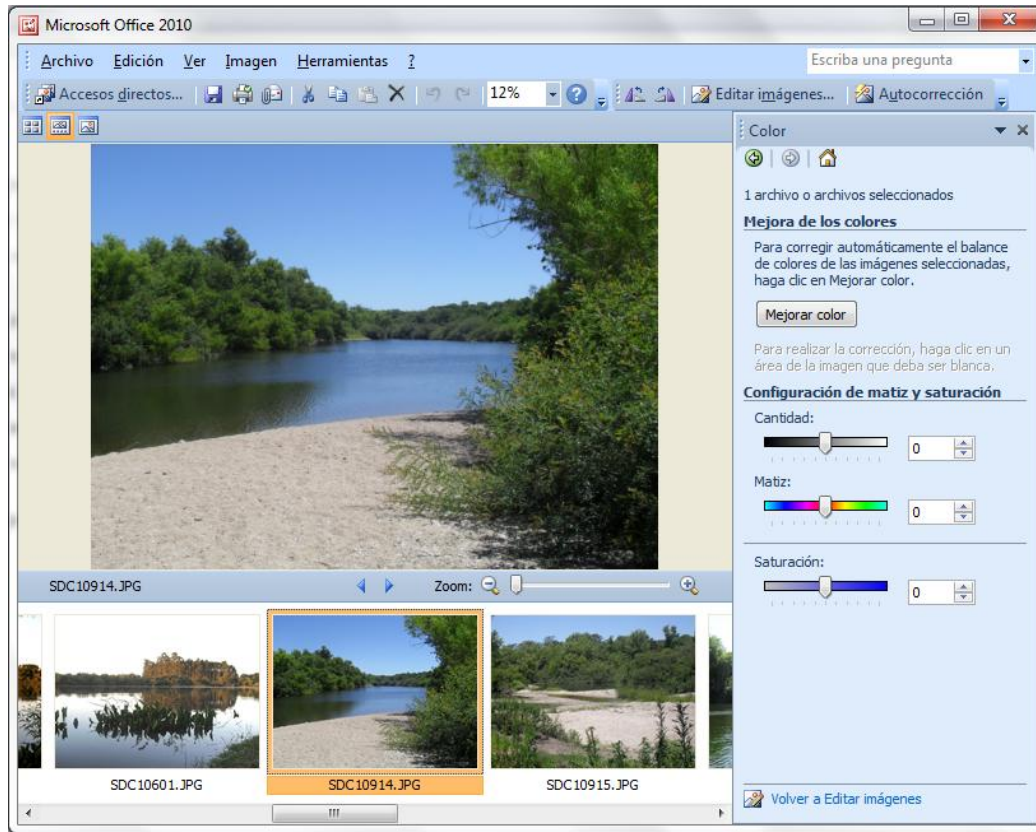 Microsoft Office 2010
Archivo Edición Ver Imagen Herramientas ?
Escriba una pregunta
Accesos directos...
12%
Editar imágenes...
Autocorrección
Color
1 archivo o archivos seleccionados
Mejora de los colores
Para corregir automáticamente el balance
de colores de las imágenes seleccionadas,
haga clic en Mejorar color.
Mejorar color
Para realizar la corrección, haga clic en un
área de la imagen que deba ser blanca.
Configuración de matiz y saturación
Cantidad:
0
Matiz:
0
Saturación:
0
SDC10914.JPG
Zoom:
SDC10601.JPG
SDC10914.JPG
SDC10915.JPG
Volver a Editar imágenes